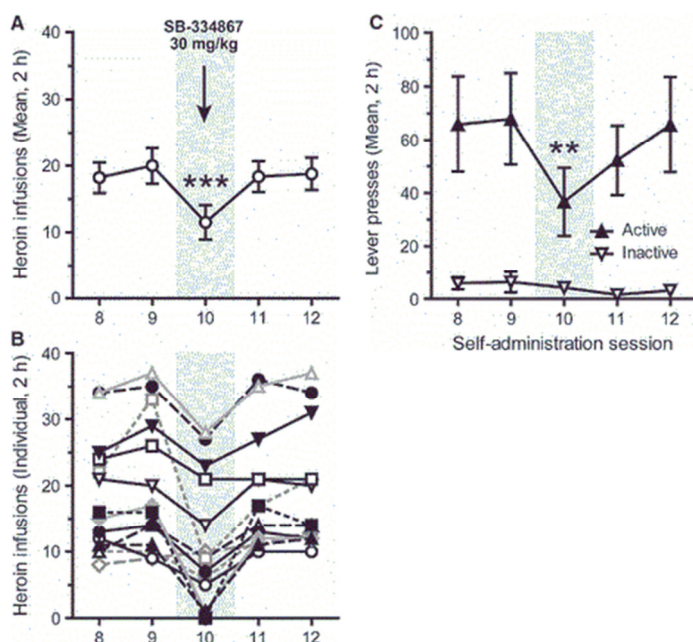 A
SB-334867
30 mg/kg
Heroin infusions (Mean, 2 h)
40
30
20
10
0
***
8 9 10 11 12
B
Heroin infusions (Individual, 2 h)
40
30
20
10
0
8 9 10 11 12
C
Lever presses (Mean, 2 h)
100
80
60
40
20
0
**
Active
Inactive
8 9 10 11 12
Self-administration session